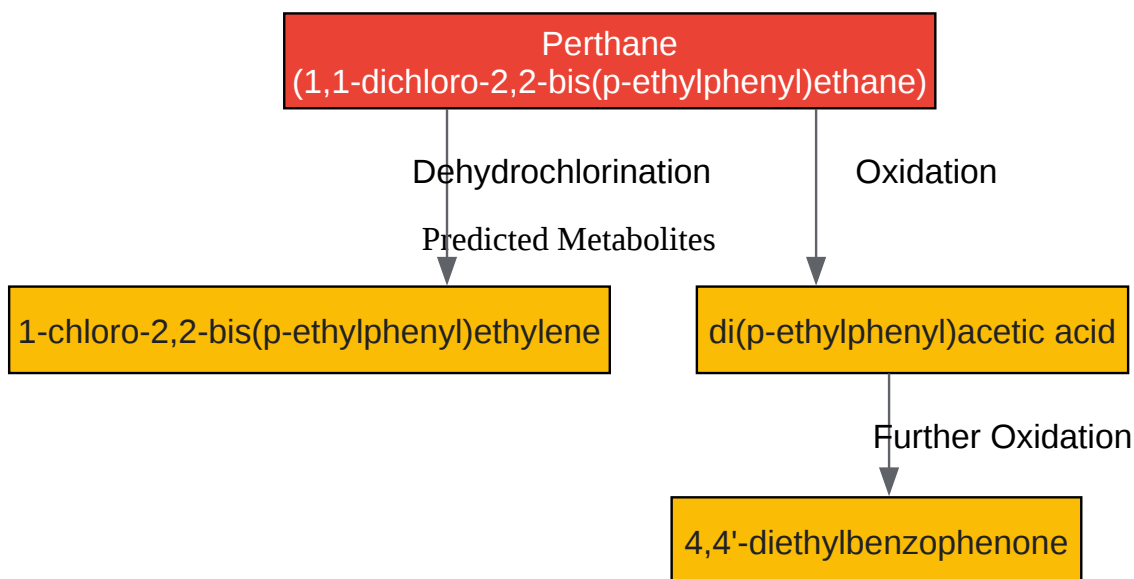 Perthane
(1,1-dichloro-2,2-bis(p-ethylphenyl)ethane)
Dehydrochlorination
Oxidation
Predicted Metabolites
1-chloro-2,2-bis(p-ethylphenyl)ethylene
di(p-ethylphenyl)acetic acid
Further Oxidation
4,4'-diethylbenzophenone